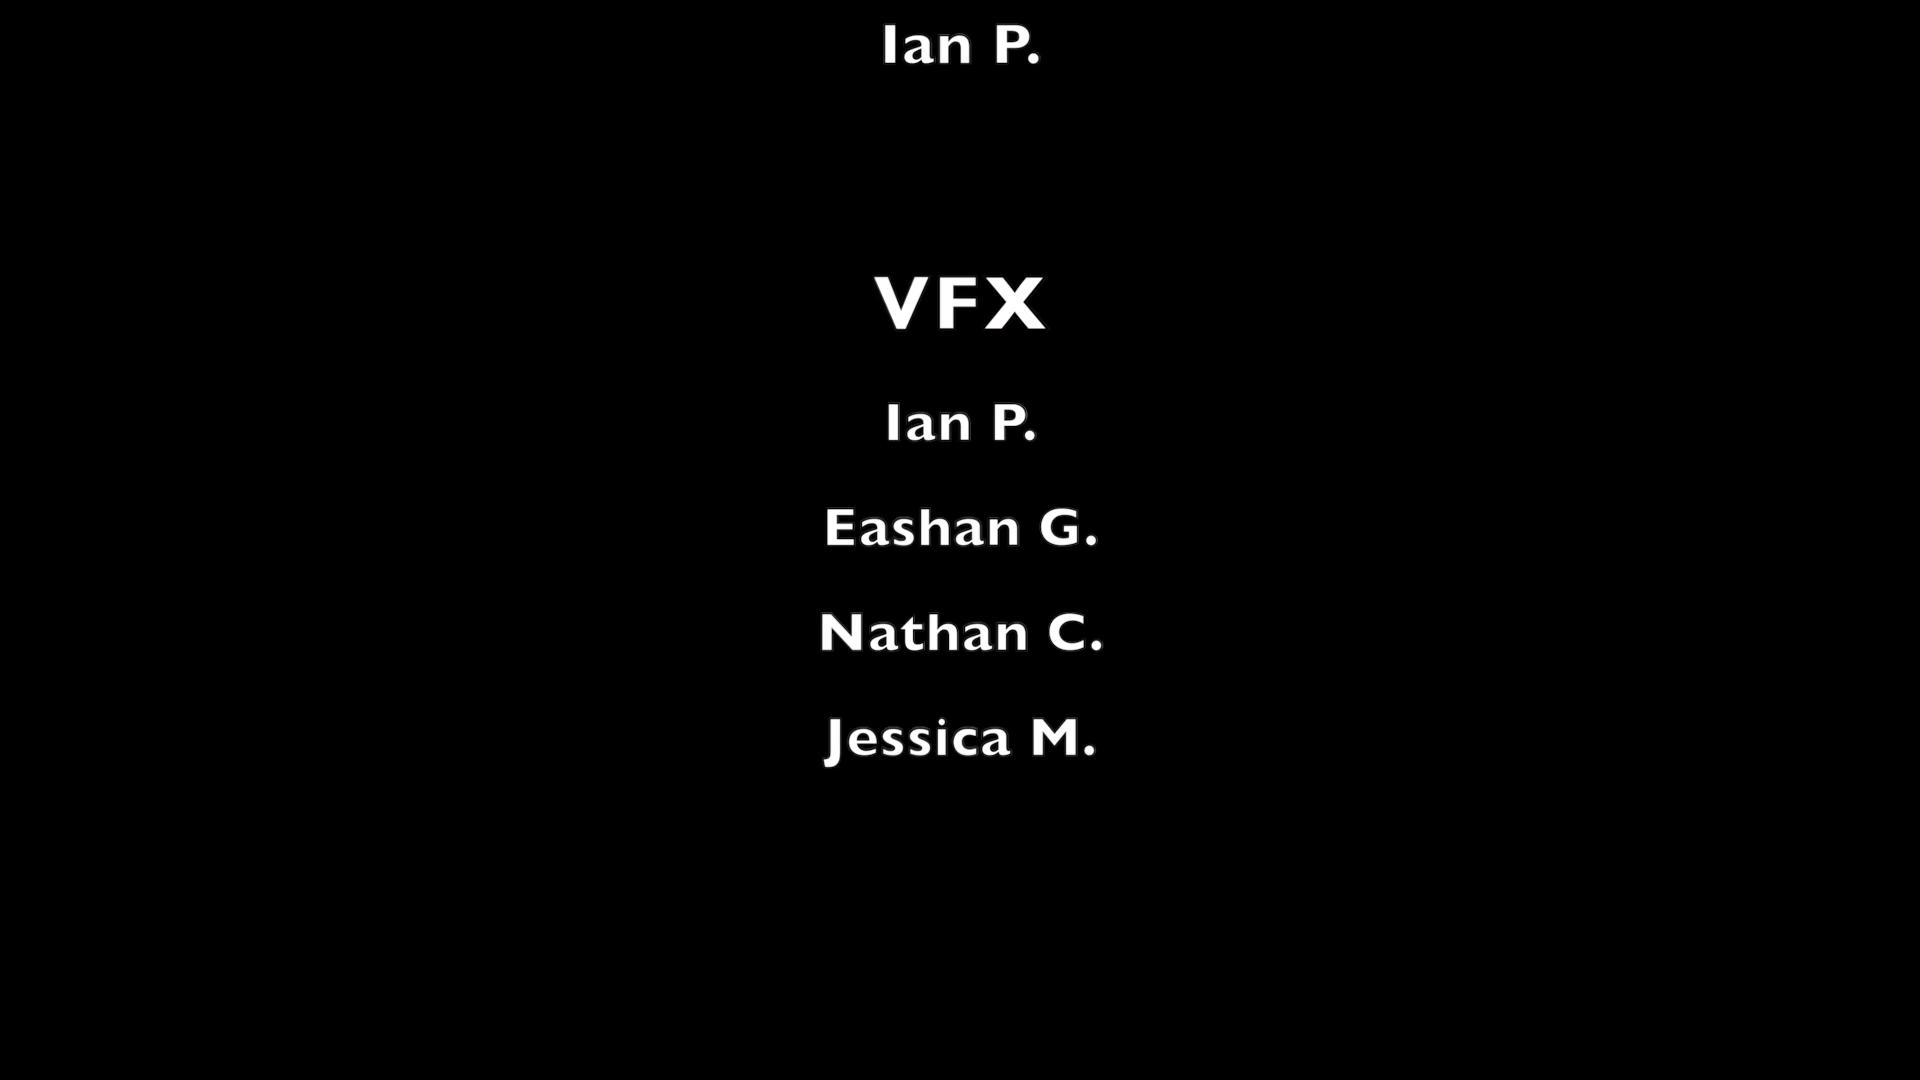 Ian P.
VFX
Ian P.
Eashan G.
Nathan C.
Jessica M.